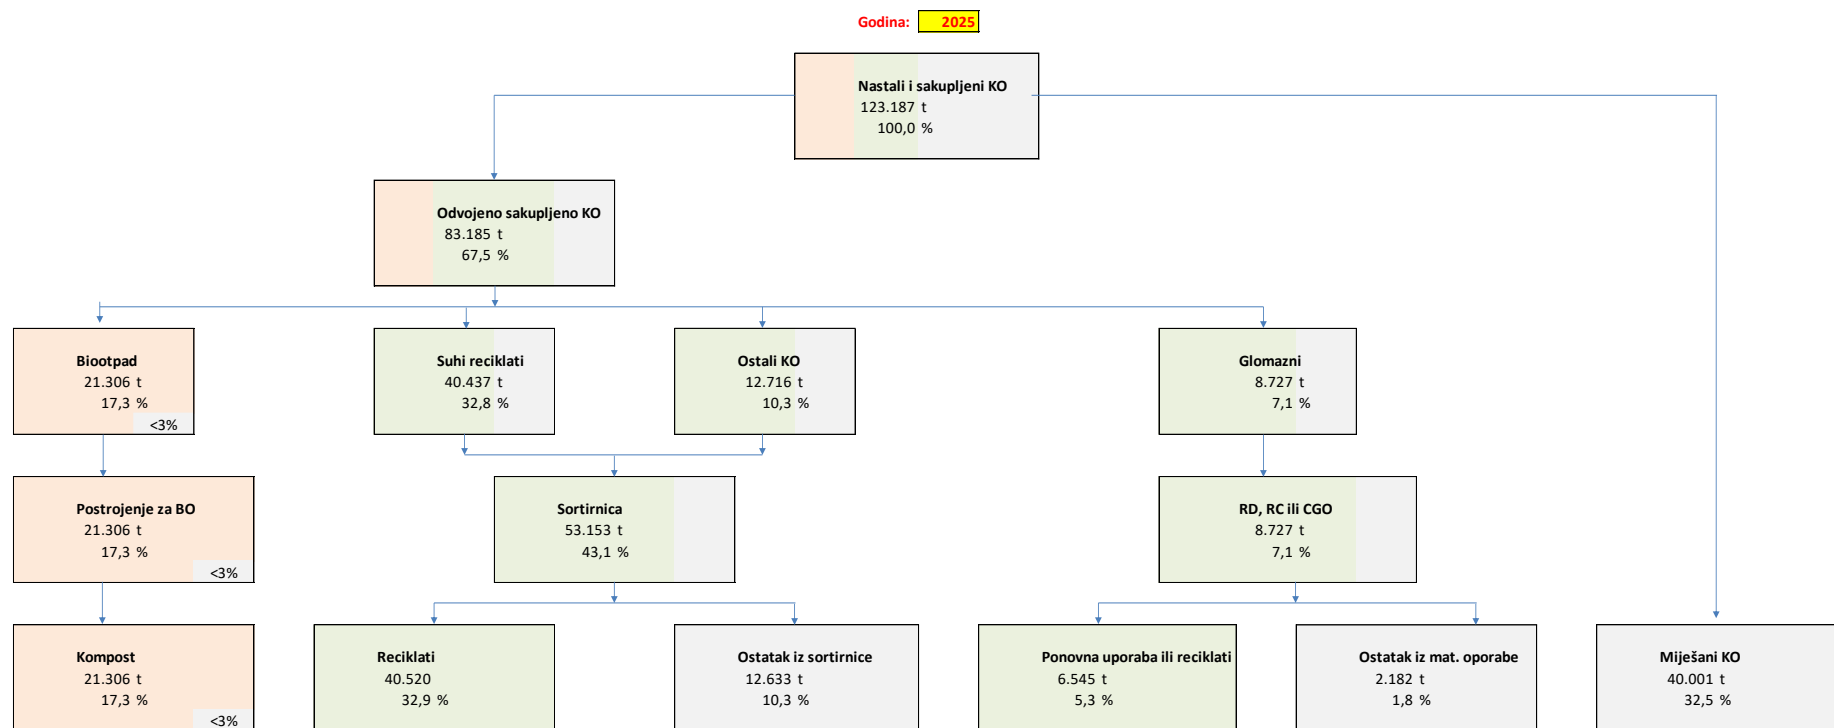 Godina: 2025
Nastali i sakupljeni KO
123.187 t
100,0 %
Odvojeno sakupljeno KO
83.185 t
67,5 %
Biootpad
21.306 t
17,3 %
<3%
Suhi reciklati
40.437 t
32,8 %
Ostali KO
12.716 t
10,3 %
Glomazni
8.727 t
7,1 %
Postrojenje za BO
21.306 t
17,3 %
<3%
Sortirnica
53.153 t
43,1 %
RD, RC ili CGO
8.727 t
7,1 %
Kompost
21.306 t
17,3 %
<3%
Reciklati
40.520
32,9 %
Ostatak iz sortirnice
12.633 t
10,3 %
Ponovna uporaba ili reciklati
6.545 t
5,3 %
Ostatak iz mat. oporabe
2.182 t
1,8 %
Miješani KO
40.001 t
32,5 %